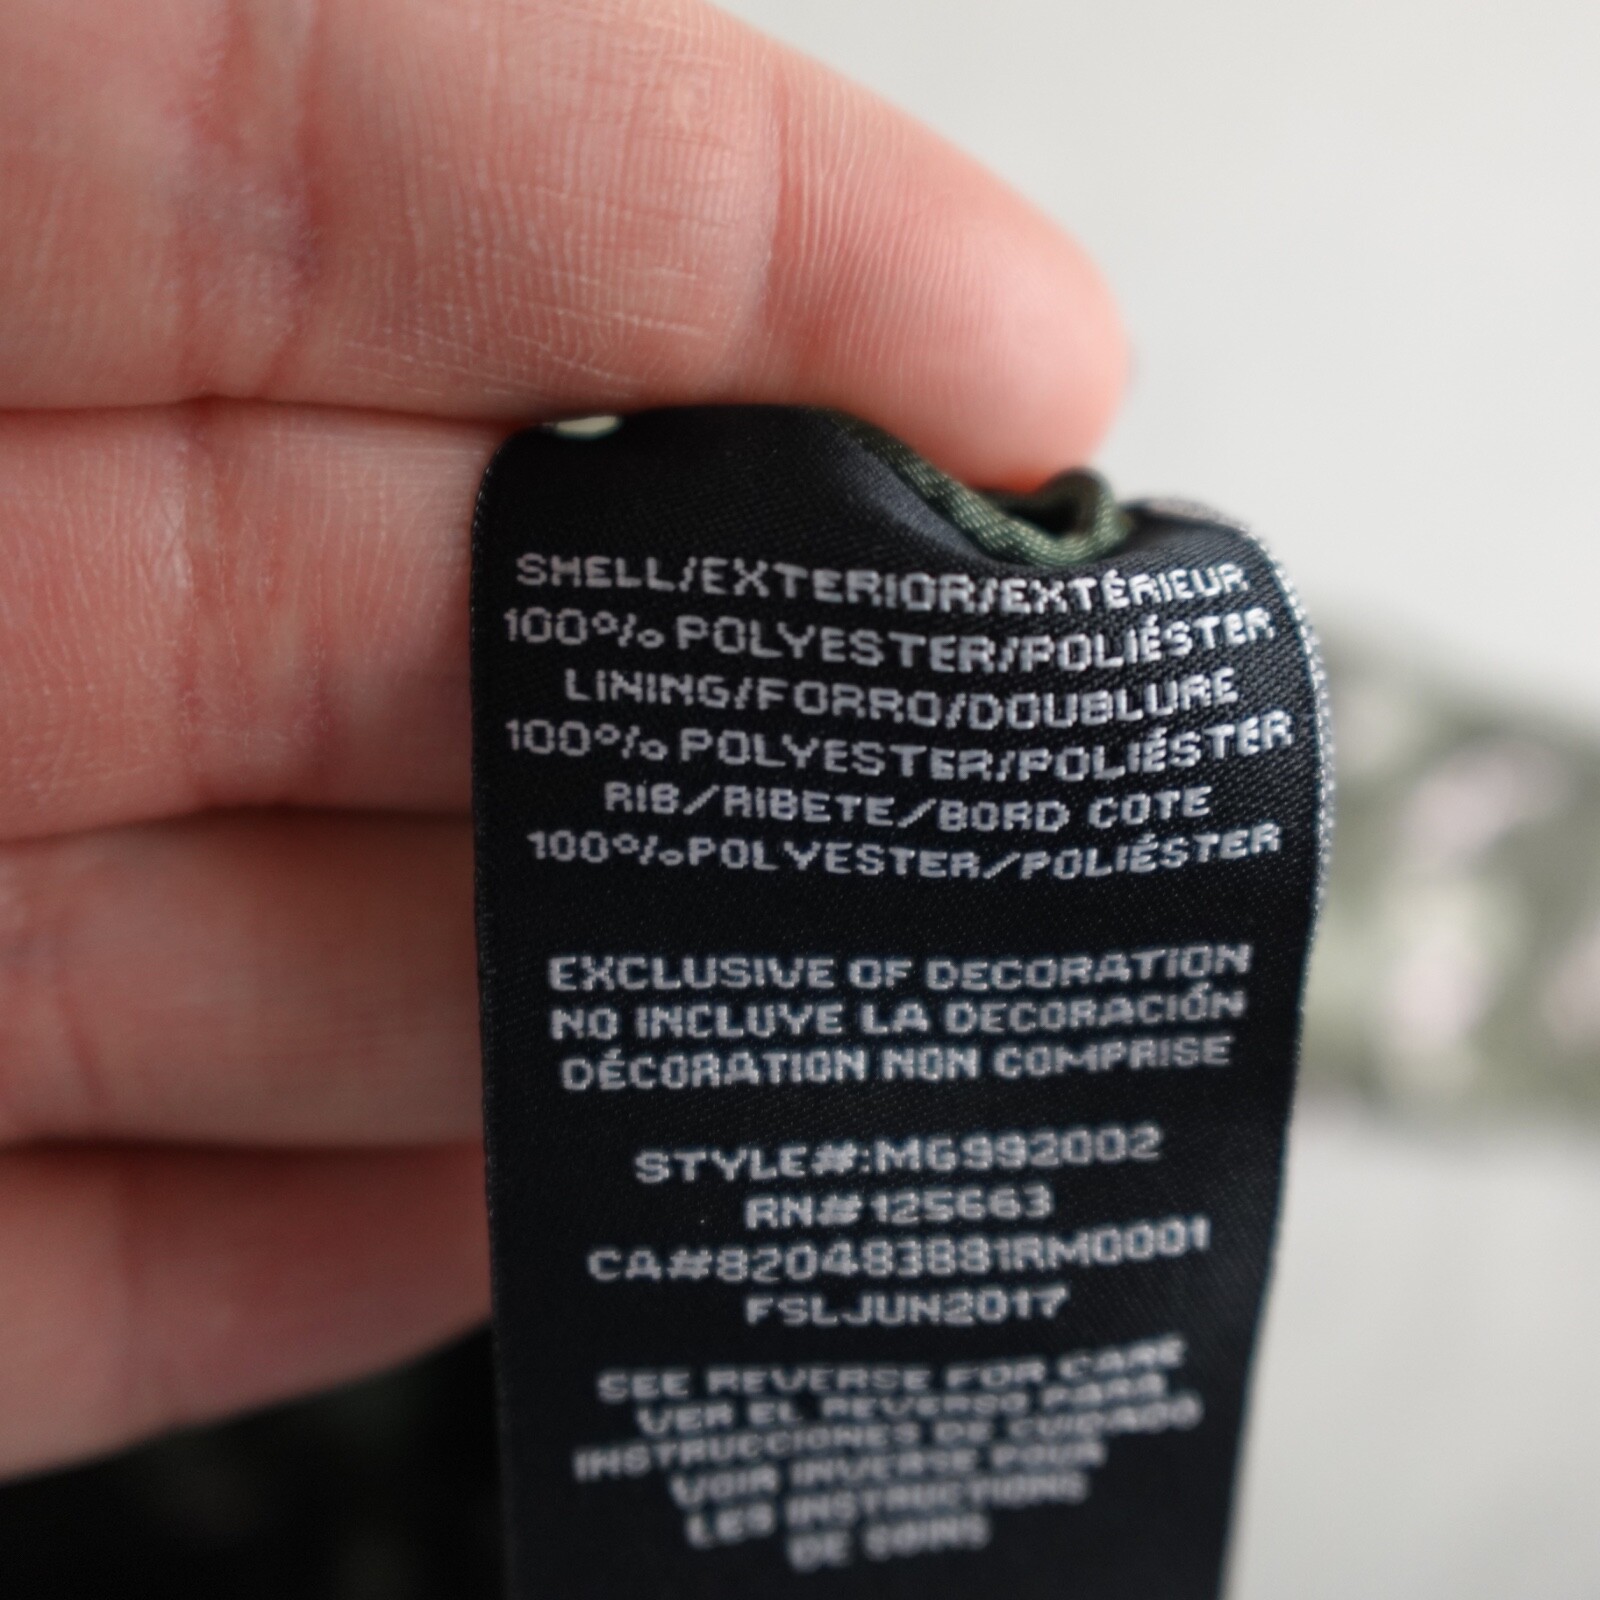 SHELL/EXTERIOR/EXTÉRIEUR
100% POLYESTER/POLIÉSTER
LINING/FORRO/DOUBLURE
100% POLYESTER/POLIÉSTER
RIB/RIBETE/BORD COTE
100%POLYESTER/POLIÉSTER
EXCLUSIVE OF DECORATION
NO INCLUYE LA DECORACIÓN
DÉCORATION NON COMPRISE
STYLE#:MG992002
RN#125663
CA#820483881RM0001
FSLJUN2017
SEE REVERSE FOR CARE
VER EL REVERSO PARA
INSTRUCCIONES DE CUIDADO
VOIR INVERSE POUR
LES INSTRUCTIONS
DE SOINS